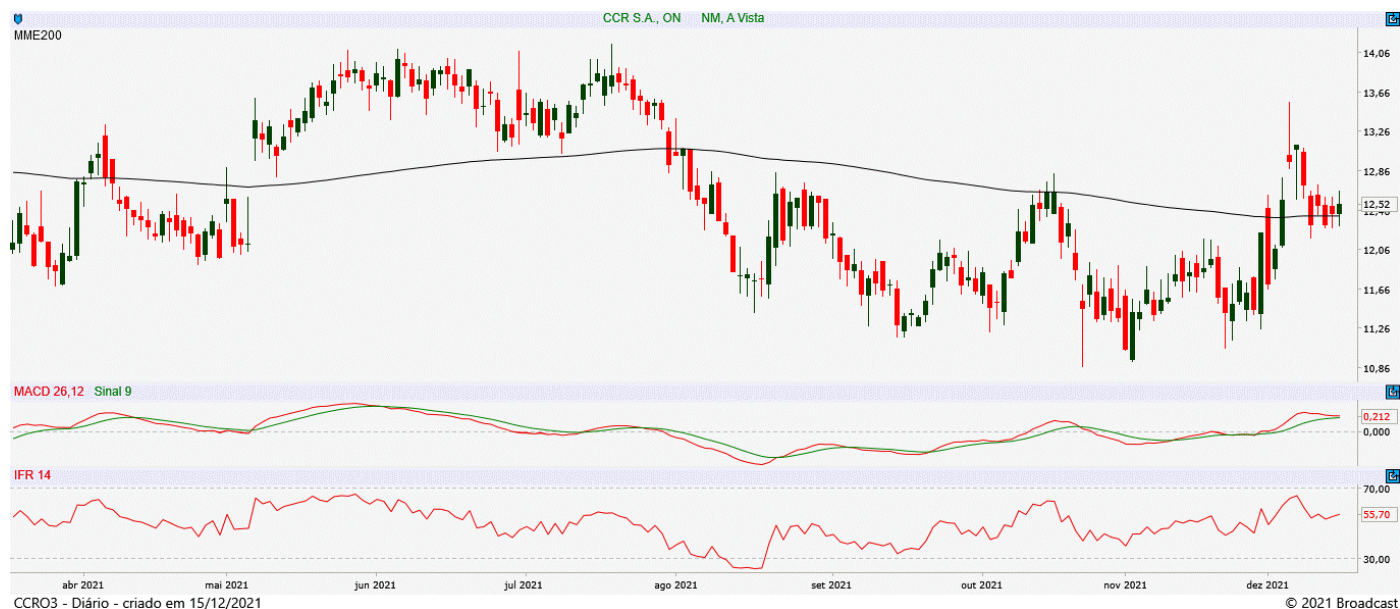 CCR S.A., ON NM, A Vista
MME200
14,06
13,66
13,26
12,86
12,52
12,06
11,66
11,26
10,86
MACD 26,12 Sinal 9
0,212
0,000
IFR 14
70,00
55,70
30,00
abr 2021 mai 2021 jun 2021 jul 2021 ago 2021 set 2021 out 2021 nov 2021 dez 2021
CCRO3 - Diário - criado em 15/12/2021 © 2021 Broadcast